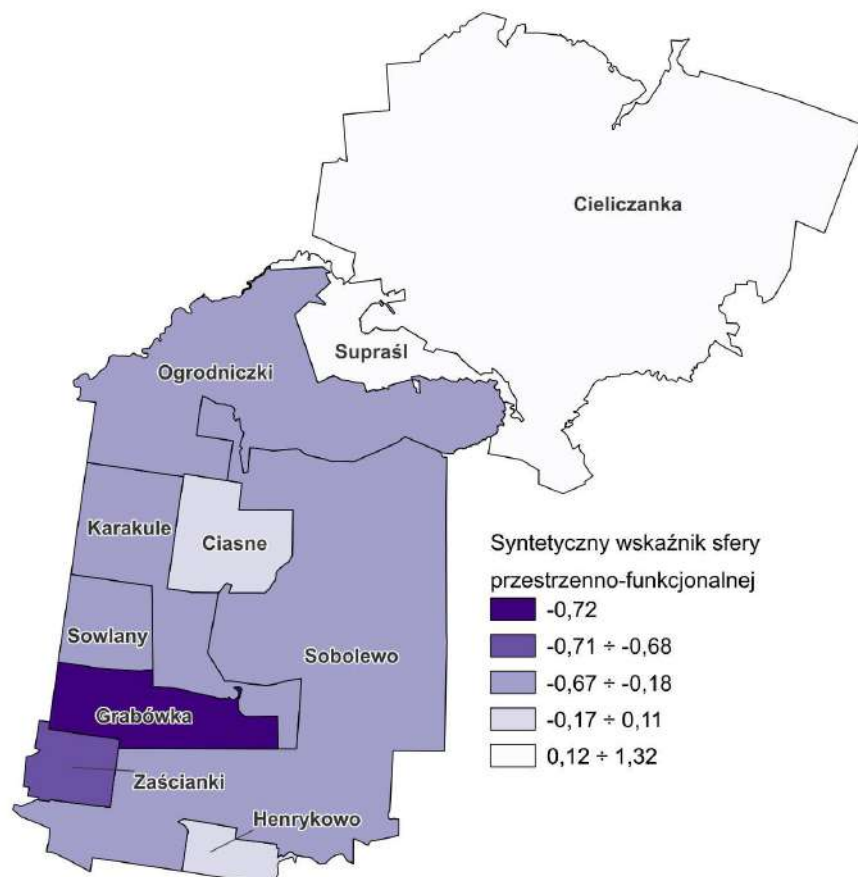 Cieliczanka
Supraśl
Ogrodniczki
Karakule
Ciasne
Sowlany
Sobolewo
Grabówka
Zaścianki
Henrykowo
Syntetyczny wskaźnik sfery
przestrzenno-funkcjonalnej
-0,72
-0,71 ÷ -0,68
-0,67 ÷ -0,18
-0,17 ÷ 0,11
0,12 ÷ 1,32